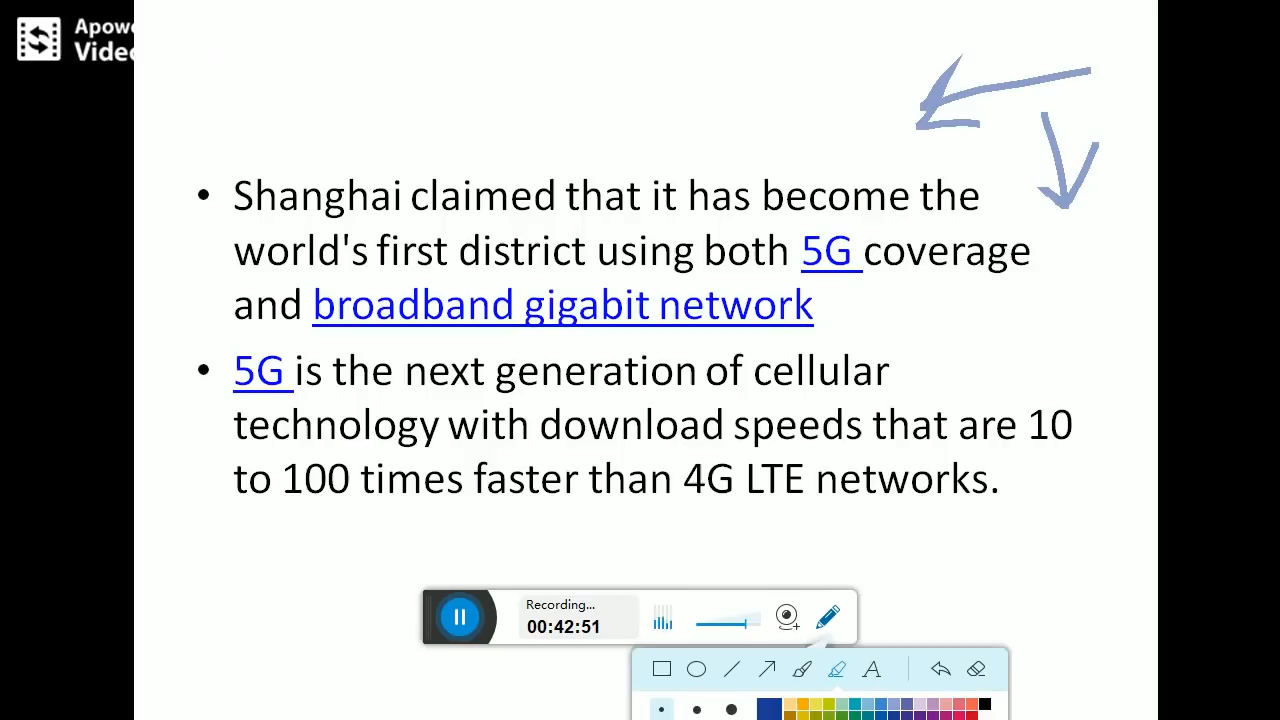 Apowe
Video
• Shanghai claimed that it has become the
world's first district using both 5G coverage
and broadband gigabit network
• 5G is the next generation of cellular
technology with download speeds that are 10
to 100 times faster than 4G LTE networks.
Recording...
00:42:51
A